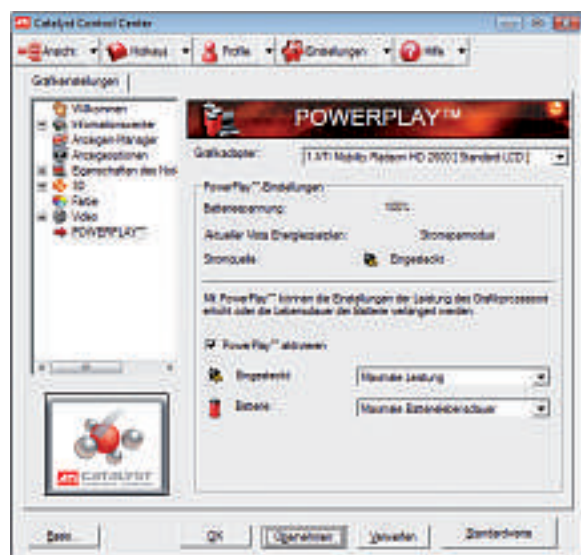 Catalyst Control Center
Ansicht Hotkeys Profile Einstellungen Hilfe
Grafikeinstellungen
Willkommen
Informationscenter
Anzeigen-Manager
Anzeigeoptionen
Eigenschaften des Not
3D
Farbe
Video
POWERPLAY™
POWERPLAY™
Grafikadapter:
1. ATI Mobility Radeon HD 2600 [ Standard LCD ]
PowerPlay™-Einstellungen
Batteriespannung: 100%
Aktueller Vista Energiesparplan: Stromsparmodus
Stromquelle: Eingesteckt
Mit PowerPlay™ können die Einstellungen der Leistung des Grafikprozessors
erhöht oder die Lebensdauer der Batterie verlängert werden.
PowerPlay™ aktivieren
Eingesteckt: Maximale Leistung
Batterie: Maximale Batterielebensdauer
ATI CATALYST
Basis... OK Übernehmen Verwerfen Standardwerte